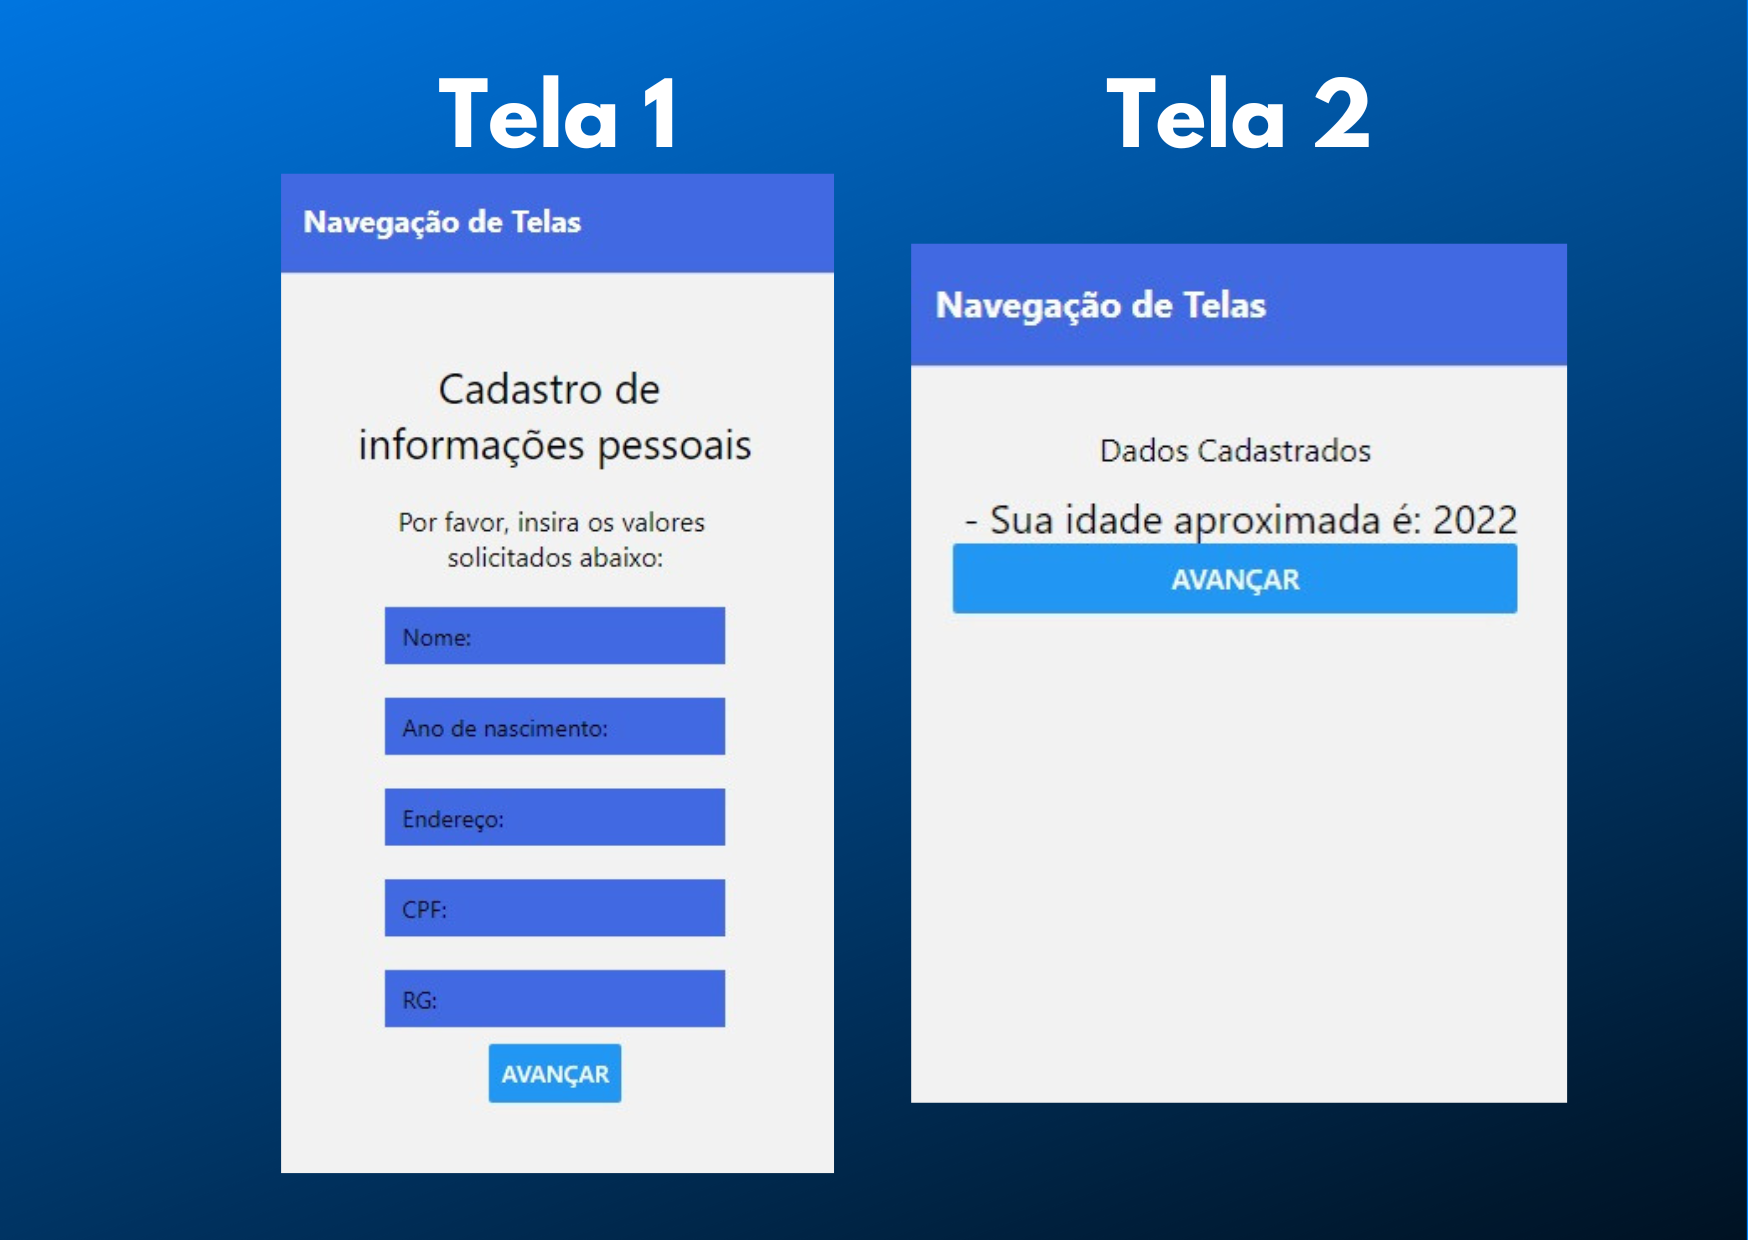 Tela 1
Navegação de Telas
Cadastro de
informações pessoais
Por favor, insira os valores
solicitados abaixo:
Nome:
Ano de nascimento:
Endereço:
CPF:
RG:
AVANÇAR
Tela 2
Navegação de Telas
Dados Cadastrados
- Sua idade aproximada é: 2022
AVANÇAR